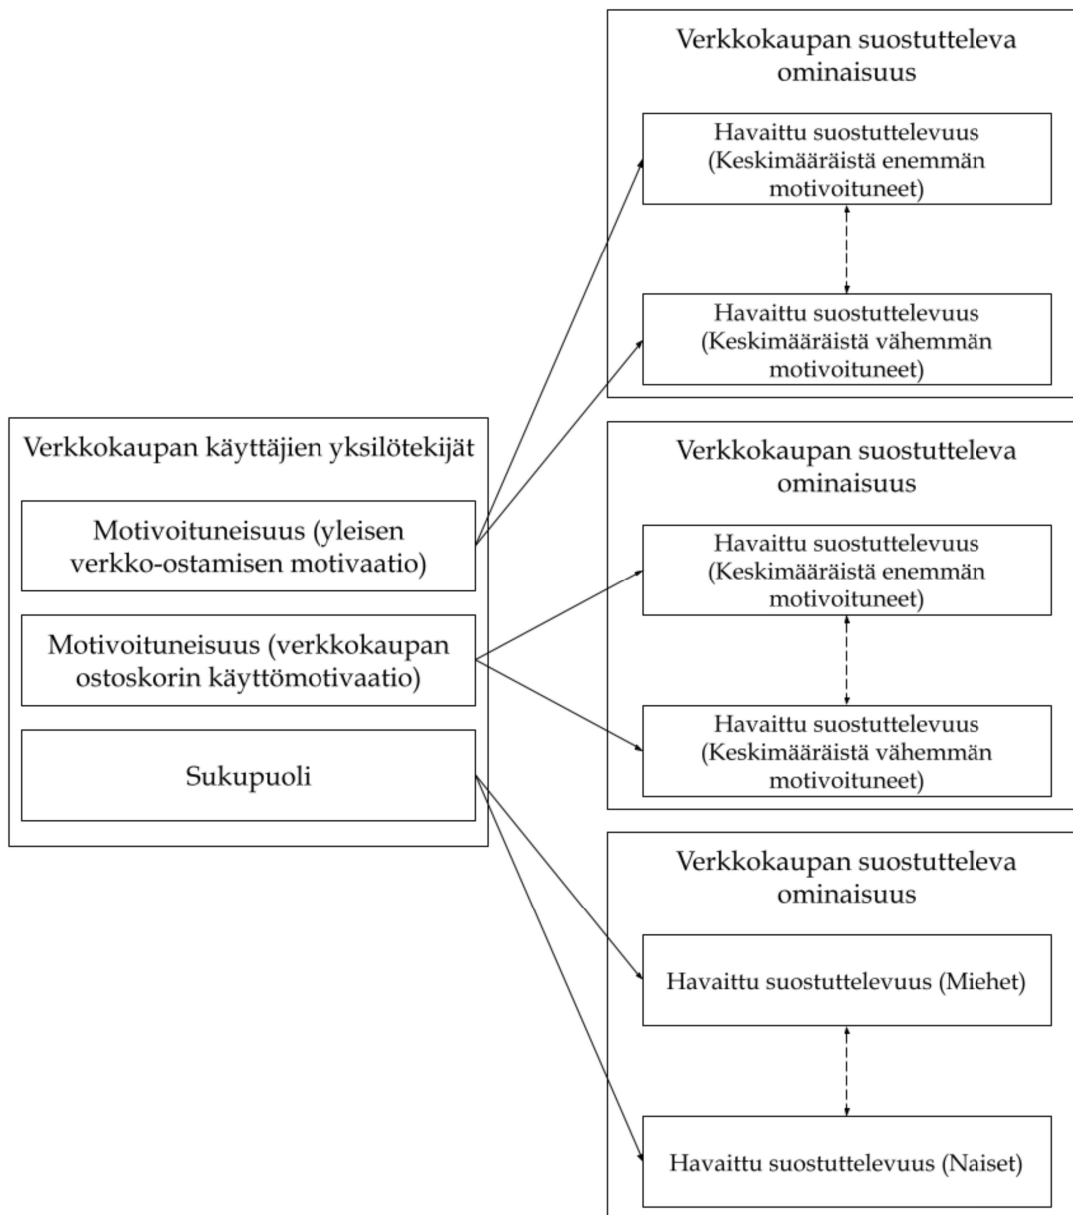 Verkkokaupan suostutteleva
ominaisuus
Havaittu suostuttelevuus
(Keskimääräistä enemmän
motivoituneet)
Havaittu suostuttelevuus
(Keskimääräistä vähemmän
motivoituneet)
Verkkokaupan käyttäjien yksilötekijät
Motivoituneisuus (yleisen
verkko-ostamisen motivaatio)
Motivoituneisuus (verkkokaupan
ostoskorin käyttömotivaatio)
Sukupuoli
Verkkokaupan suostutteleva
ominaisuus
Havaittu suostuttelevuus
(Keskimääräistä enemmän
motivoituneet)
Havaittu suostuttelevuus
(Keskimääräistä vähemmän
motivoituneet)
Verkkokaupan suostutteleva
ominaisuus
Havaittu suostuttelevuus (Miehet)
Havaittu suostuttelevuus (Naiset)